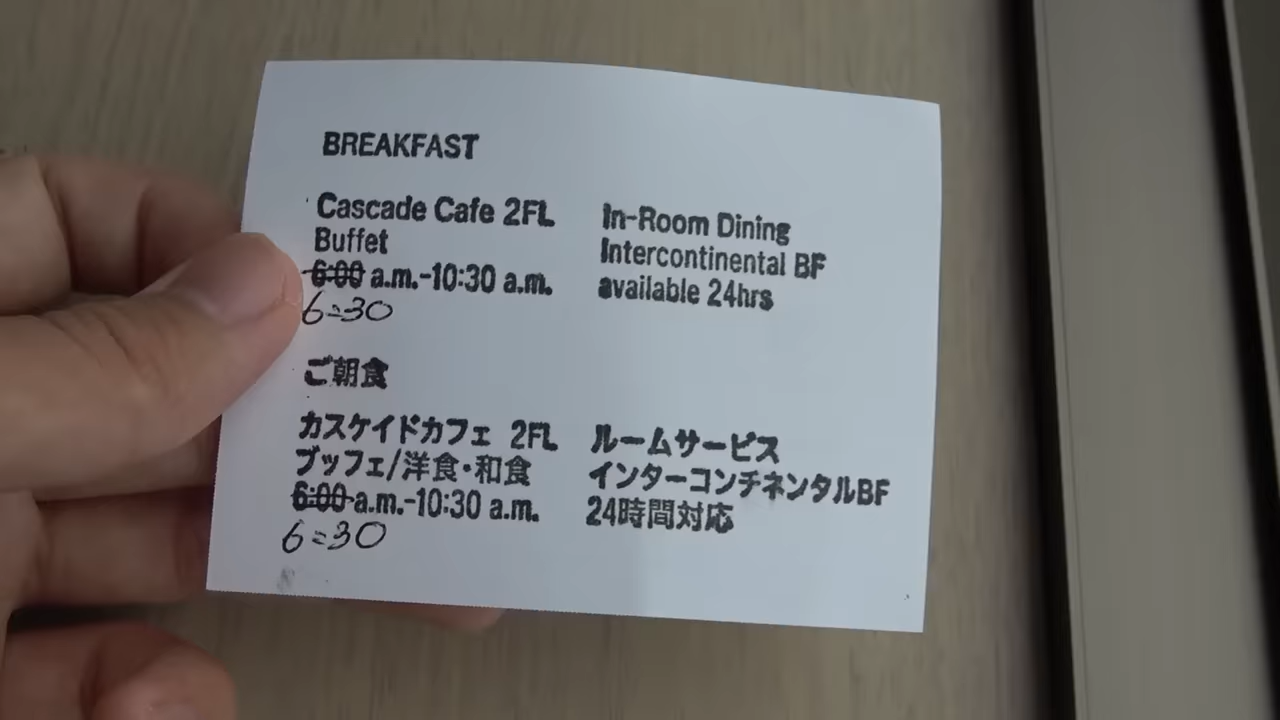 BREAKFAST
Cascade Cafe 2FL
Buffet
6:00 a.m.-10:30 a.m.
6:30
In-Room Dining
Intercontinental BF
available 24hrs
ご朝食
カスケイドカフェ 2FL
ブッフェ/洋食・和食
6:00 a.m.-10:30 a.m.
6:30
ルームサービス
インターコンチネンタルBF
24時間対応